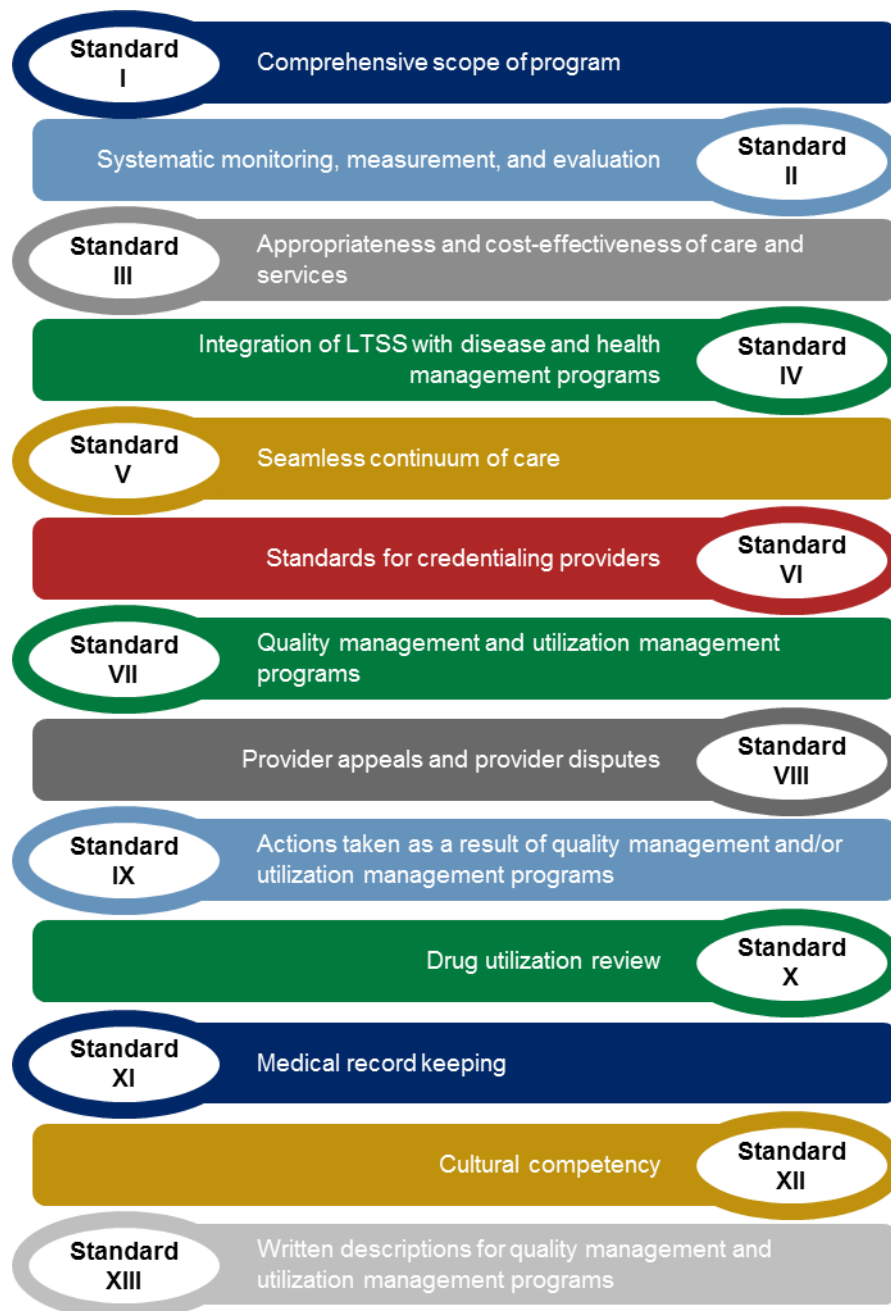 Standard
I
Comprehensive scope of program
Systematic monitoring, measurement, and evaluation
Standard
II
Standard
III
Appropriateness and cost-effectiveness of care and
services
Integration of LTSS with disease and health
management programs
Standard
IV
Standard
V
Seamless continuum of care
Standards for credentialing providers
Standard
VI
Standard
VII
Quality management and utilization management
programs
Provider appeals and provider disputes
Standard
VIII
Standard
IX
Actions taken as a result of quality management and/or
utilization management programs
Drug utilization review
Standard
X
Standard
XI
Medical record keeping
Cultural competency
Standard
XII
Standard
XIII
Written descriptions for quality management and
utilization management programs